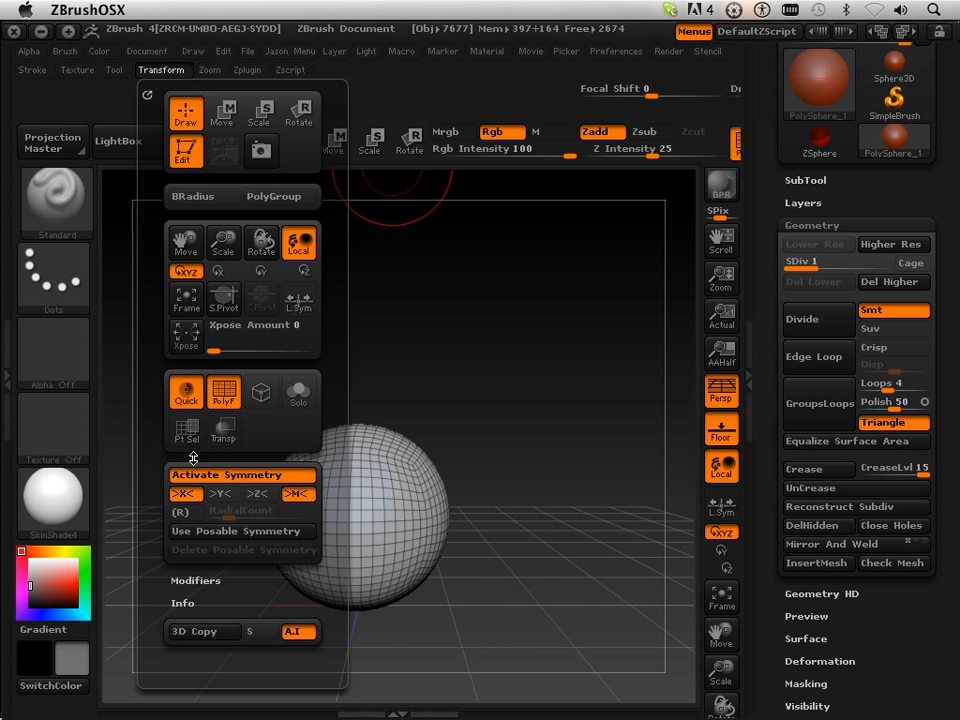 ZBrushOSX
4
ZBrush 4[ZRCM-UMBO-AEGJ-SYDD] ZBrush Document [Obj▸7677] Mem▸397+164 Free▸2674 Menus DefaultZScript
Alpha Brush Color Document Draw Edit File Jason Menu Layer Light Macro Marker Material Movie Picker Preferences Render Stencil
Stroke Texture Tool Transform Zoom Zplugin Zscript
Projection Master
LightBox
Standard
Dots
Alpha Off
Texture Off
SkinShade4
Gradient
SwitchColor
Draw Move Scale Rotate
Edit
BRadius PolyGroup
Move Scale Rotate Local
XYZ
Frame S.Pivot C.Pivot L.Sym
Xpose
Xpose Amount 0
Quick PolyF Solo
Pt Sel Transp
Activate Symmetry
>X< >Y< >Z< >M<
(R) RadialCount
Use Posable Symmetry
Delete Posable Symmetry
Modifiers
Info
3D Copy S A.I
Focal Shift 0
Move Scale Rotate
Mrgb Rgb M Zadd Zsub Zcut
Rgb Intensity 100 Z Intensity 25
BPR
SPix
Scroll
Zoom
Actual
AAHalf
Persp
Floor
Local
L.Sym
XYZ
Frame
Move
Scale
Rotate
PolySphere_1
Sphere3D
SimpleBrush
ZSphere PolySphere_1
SubTool
Layers
Geometry
Lower Res Higher Res
SDiv 1 Cage
Del Lower Del Higher
Divide Smt
Suv
Edge Loop Crisp
Disp
Loops 4
GroupsLoops Polish 50
Triangle
Equalize Surface Area
Crease CreaseLvl 15
UnCrease
Reconstruct Subdiv
DelHidden Close Holes
Mirror And Weld
InsertMesh Check Mesh
Geometry HD
Preview
Surface
Deformation
Masking
Visibility